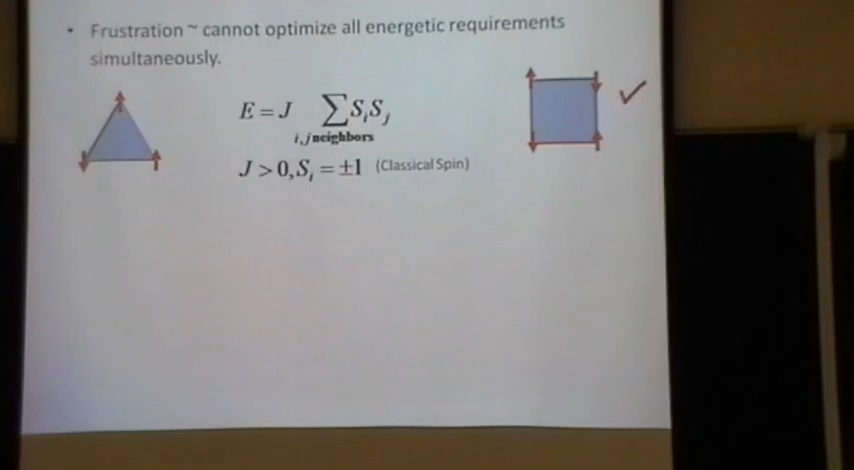 • Frustration ~ cannot optimize all energetic requirements
simultaneously.
E = J ∑ SᵢSⱼ
i,j neighbors
J > 0, Sᵢ = ±1 (Classical Spin)